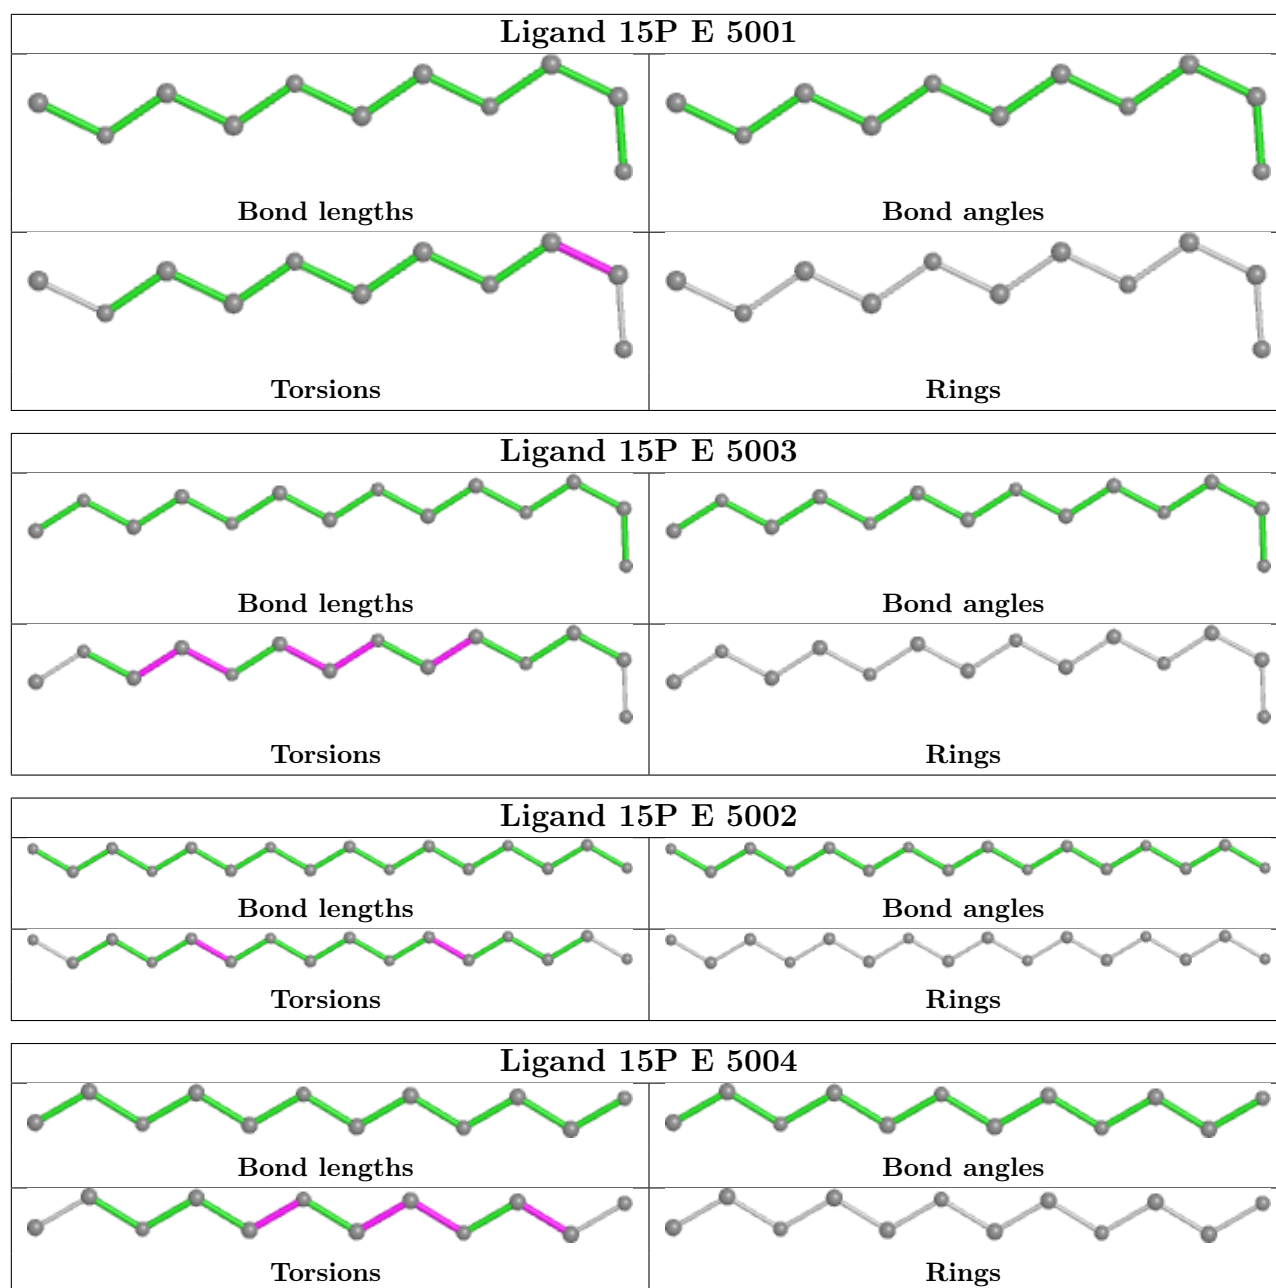 Ligand 15P E 5001
Bond lengths
Bond angles
Torsions
Rings
Ligand 15P E 5003
Bond lengths
Bond angles
Torsions
Rings
Ligand 15P E 5002
Bond lengths
Bond angles
Torsions
Rings
Ligand 15P E 5004
Bond lengths
Bond angles
Torsions
Rings